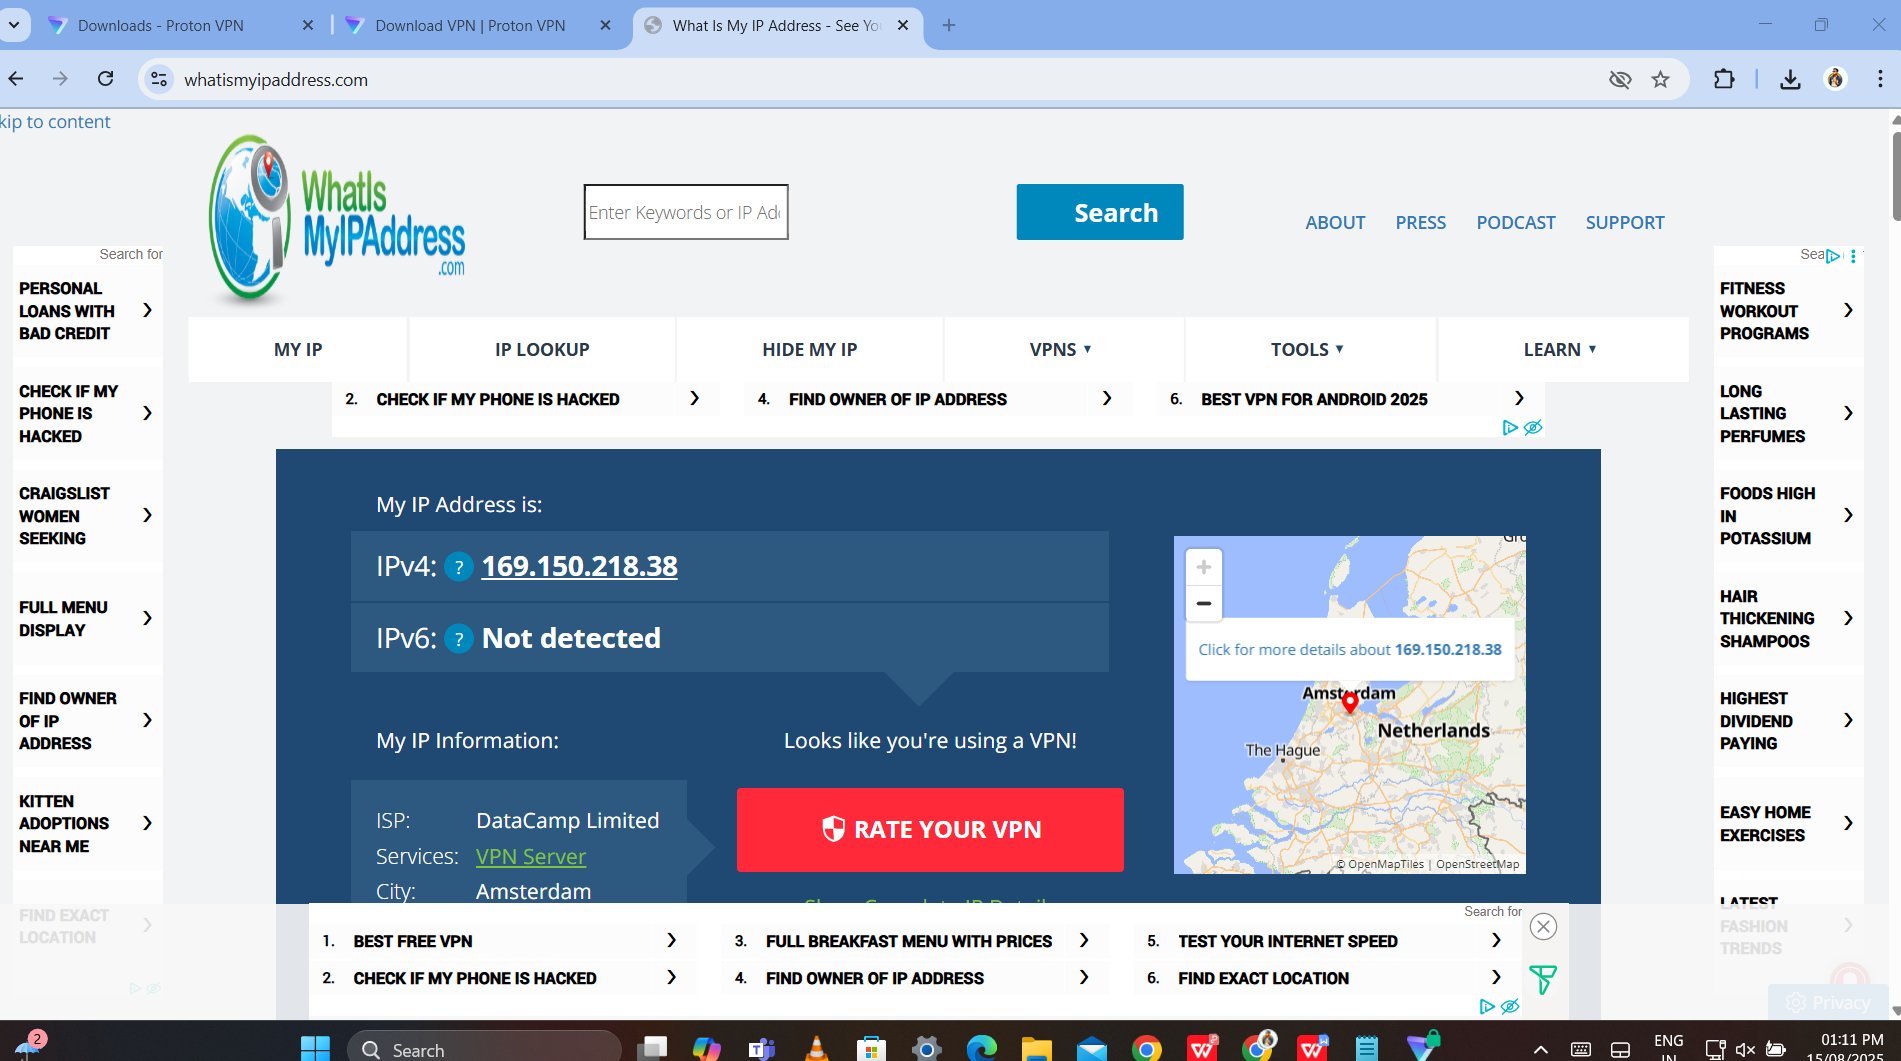 Downloads - Proton VPN
Download VPN | Proton VPN
What Is My IP Address - See Yo
whatismyipaddress.com
kip to content
WhatIs
MyIPAddress
.com
Enter Keywords or IP Ad
Search
ABOUT PRESS PODCAST SUPPORT
MY IP IP LOOKUP HIDE MY IP VPNS TOOLS LEARN
2. CHECK IF MY PHONE IS HACKED
4. FIND OWNER OF IP ADDRESS
6. BEST VPN FOR ANDROID 2025
Search for
PERSONAL
LOANS WITH
BAD CREDIT
CHECK IF MY
PHONE IS
HACKED
CRAIGSLIST
WOMEN
SEEKING
FULL MENU
DISPLAY
FIND OWNER
OF IP
ADDRESS
KITTEN
ADOPTIONS
NEAR ME
FIND EXACT
LOCATION
My IP Address is:
IPv4: ? 169.150.218.38
IPv6: ? Not detected
My IP Information:
ISP: DataCamp Limited
Services: VPN Server
City: Amsterdam
Looks like you're using a VPN!
RATE YOUR VPN
Click for more details about 169.150.218.38
Amsterdam
Netherlands
The Hague
© OpenMapTiles | OpenStreetMap
Sea
FITNESS
WORKOUT
PROGRAMS
LONG
LASTING
PERFUMES
FOODS HIGH
IN
POTASSIUM
HAIR
THICKENING
SHAMPOOS
HIGHEST
DIVIDEND
PAYING
EASY HOME
EXERCISES
LATEST
FASHION
TRENDS
Search for
1. BEST FREE VPN
2. CHECK IF MY PHONE IS HACKED
3. FULL BREAKFAST MENU WITH PRICES
4. FIND OWNER OF IP ADDRESS
5. TEST YOUR INTERNET SPEED
6. FIND EXACT LOCATION
Privacy
2
Search
ENG
IN
01:11 PM
15/08/2025